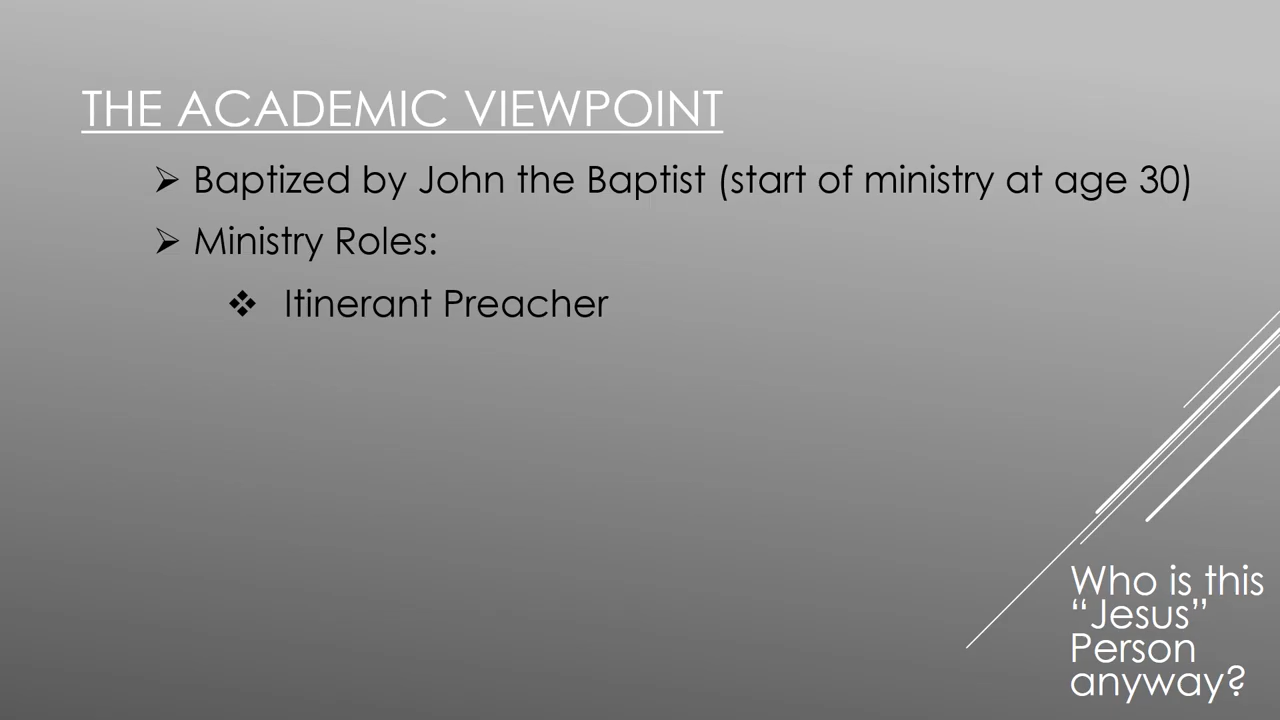 THE ACADEMIC VIEWPOINT
Baptized by John the Baptist (start of ministry at age 30)
Ministry Roles:
Itinerant Preacher
Who is this
“Jesus”
Person
anyway?